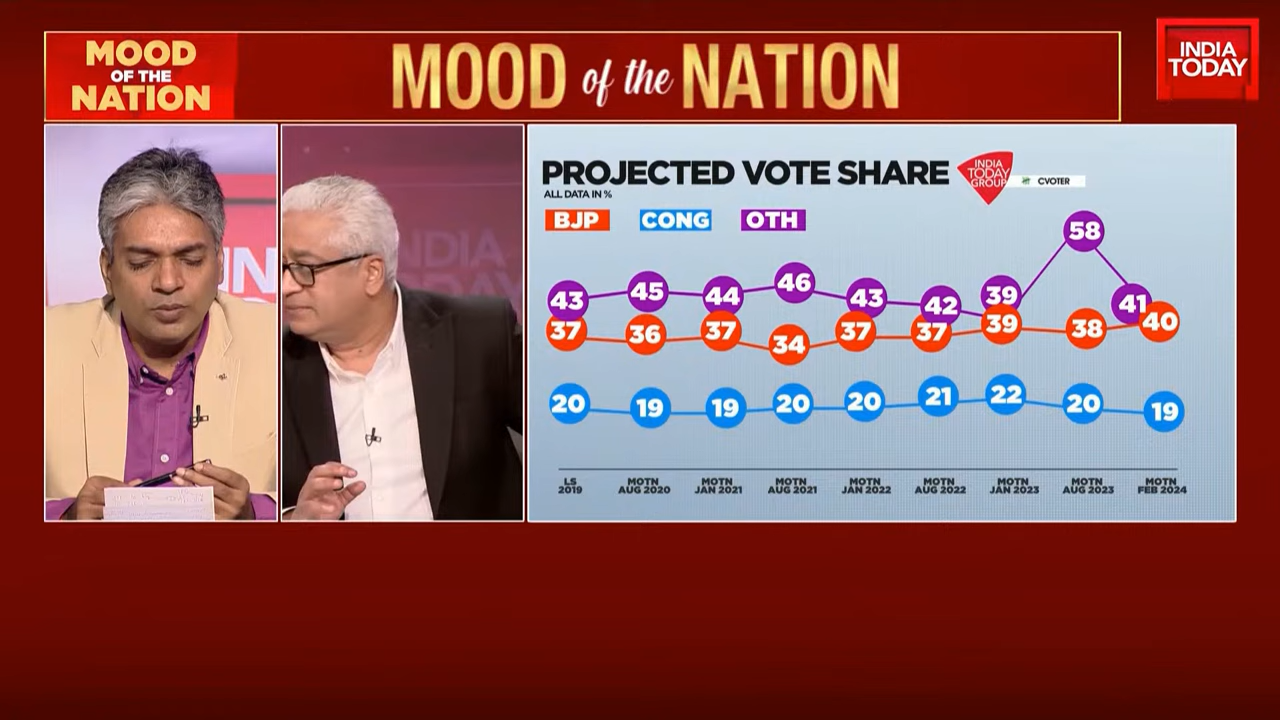 MOOD
OF THE
NATION
MOOD of the NATION
INDIA
TODAY
PROJECTED VOTE SHARE
ALL DATA IN %
INDIA
TODAY
GROUP
CVOTER
BJP CONG OTH
43 45 44 46 43 42 39 58 41
37 36 37 34 37 37 39 38 40
20 19 19 20 20 21 22 20 19
LS MOTN MOTN MOTN MOTN MOTN MOTN MOTN MOTN
2019 AUG 2020 JAN 2021 AUG 2021 JAN 2022 AUG 2022 JAN 2023 AUG 2023 FEB 2024
IN
INDIA
TODAY